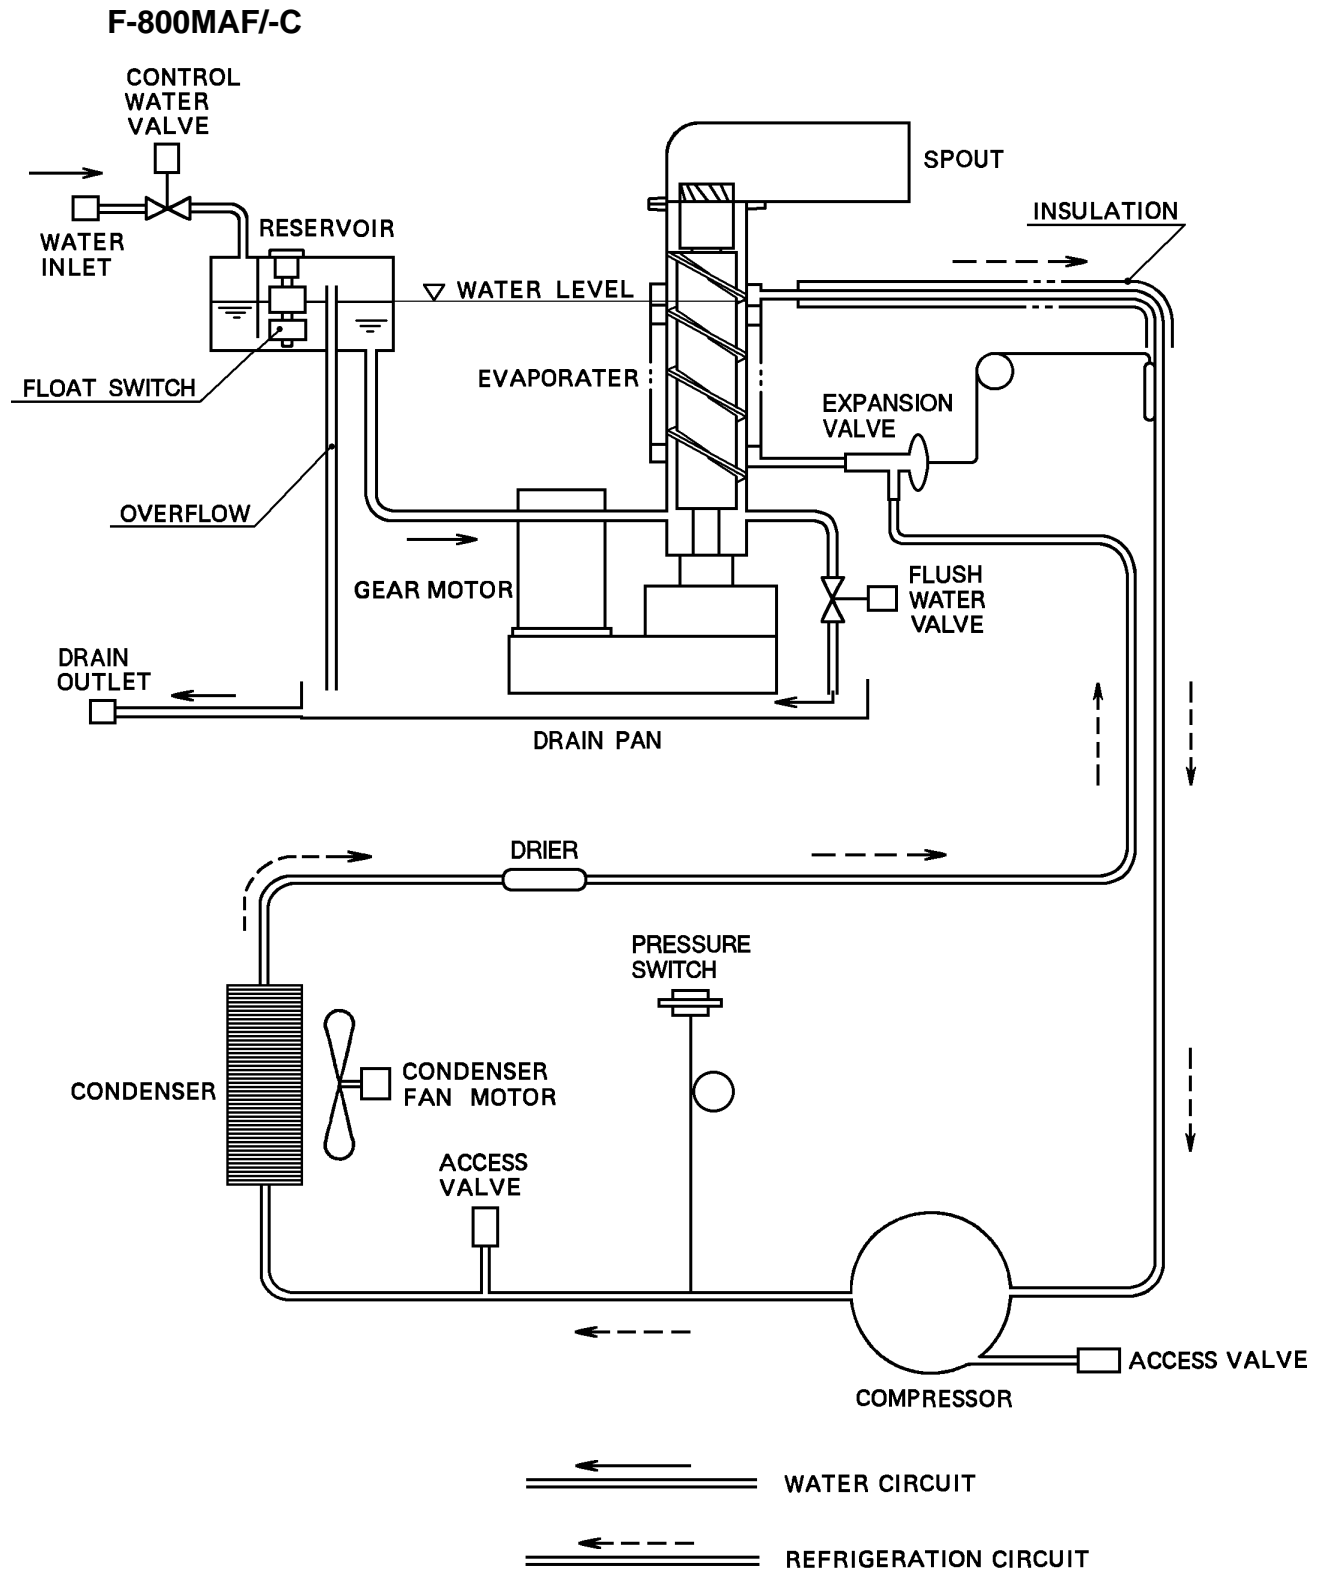 F-800MAF/-C
CONTROL
WATER
VALVE
SPOUT
INSULATION
RESERVOIR
WATER
INLET
WATER LEVEL
FLOAT SWITCH
EVAPORATER
EXPANSION
VALVE
OVERFLOW
GEAR MOTOR
FLUSH
WATER
VALVE
DRAIN
OUTLET
DRAIN PAN
DRIER
PRESSURE
SWITCH
CONDENSER
CONDENSER
FAN MOTOR
ACCESS
VALVE
ACCESS VALVE
COMPRESSOR
WATER CIRCUIT
REFRIGERATION CIRCUIT